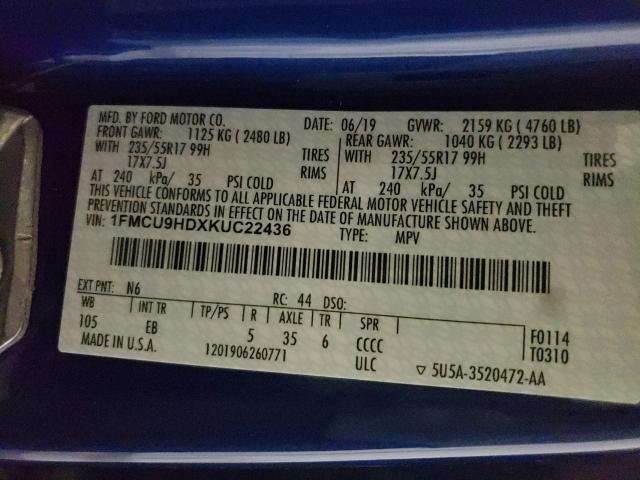 MFD. BY FORD MOTOR CO. DATE: 06/19 GVWR: 2159 KG ( 4760 LB)
FRONT GAWR: 1125 KG ( 2480 LB) REAR GAWR: 1040 KG ( 2293 LB)
WITH 235/55R17 99H TIRES WITH 235/55R17 99H TIRES
17X7.5J RIMS 17X7.5J RIMS
AT 240 kPa/ 35 PSI COLD AT 240 kPa/ 35 PSI COLD
THIS VEHICLE CONFORMS TO ALL APPLICABLE FEDERAL MOTOR VEHICLE SAFETY AND THEFT
PREVENTION STANDARDS IN EFFECT ON THE DATE OF MANUFACTURE SHOWN ABOVE.
VIN: 1FMCU9HDXKUC22436 TYPE: MPV
EXT PNT: N6 RC: 44 DSO:
WB INT TR TP/PS R AXLE TR SPR
105 EB 5 35 6 CCCC F0114
MADE IN U.S.A. 1201906260771 ULC T0310
▽ 5U5A-3520472-AA